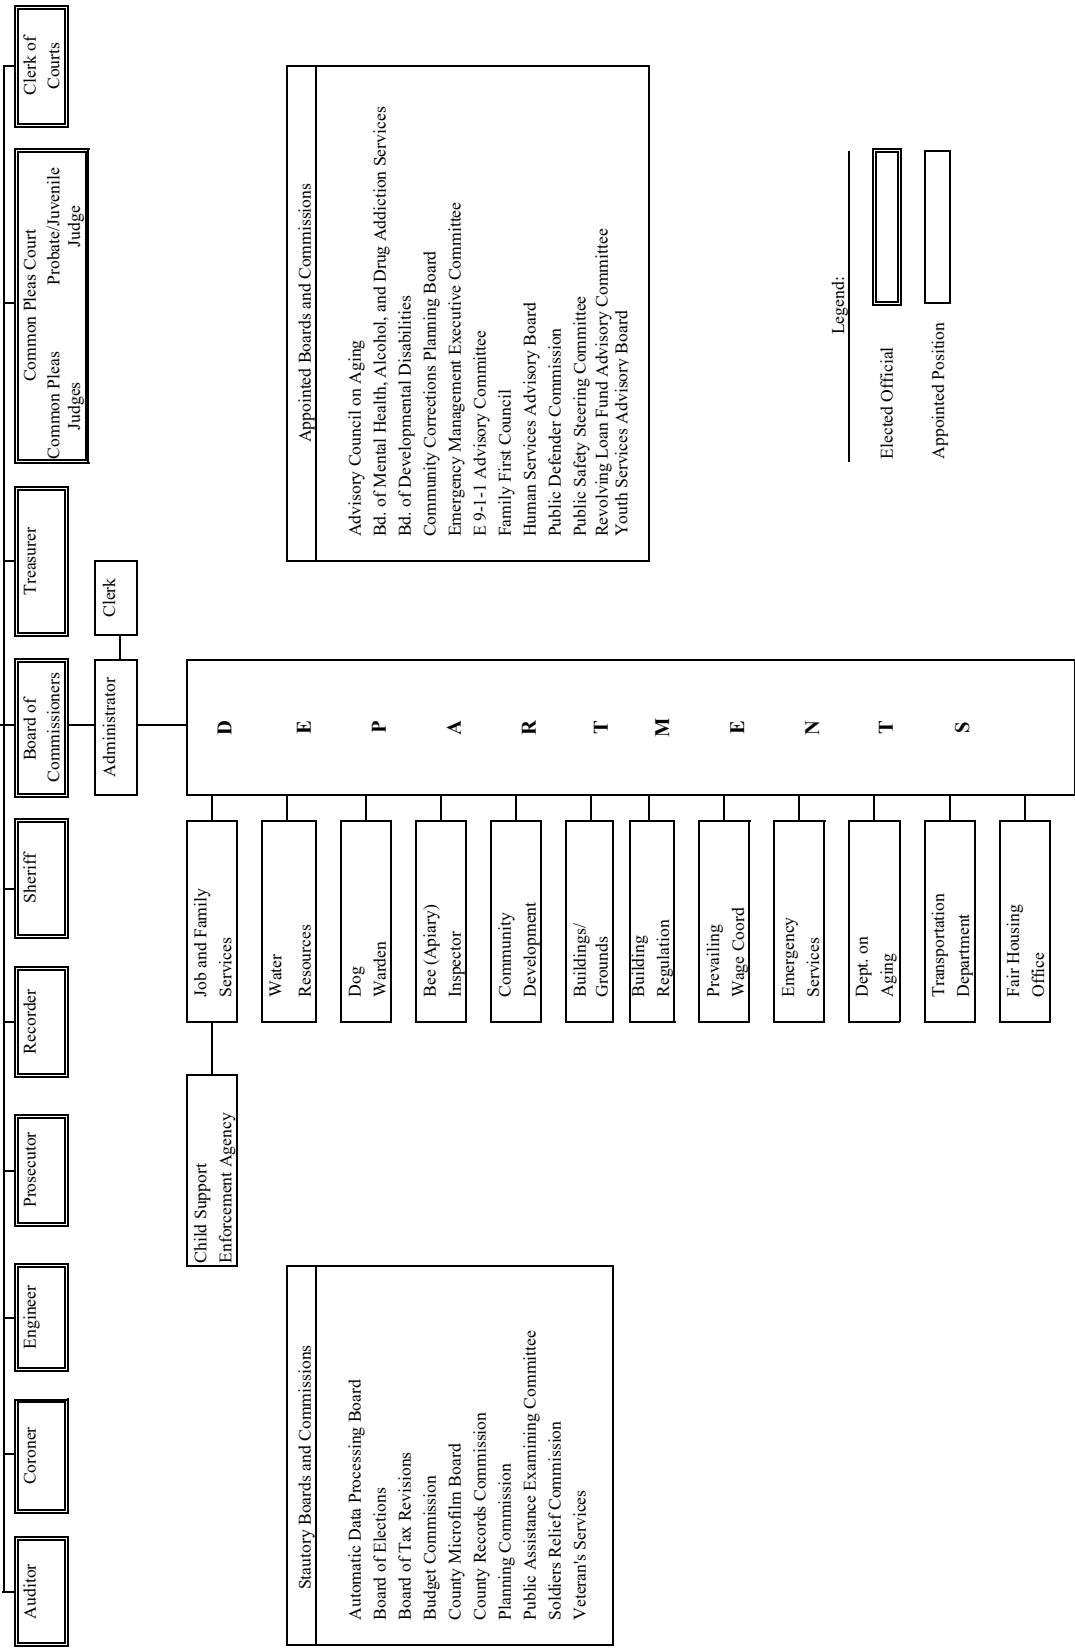 Auditor
Coroner
Engineer
Prosecutor
Recorder
Sheriff
Board of
Commissioners
Treasurer
Common Pleas Court
Common Pleas Probate/Juvenile
Judges Judge
Clerk of
Courts
Administrator
Clerk
Child Support
Enforcement Agency
Job and Family
Services
Water
Resources
Dog
Warden
Bee (Apiary)
Inspector
Community
Development
Buildings/
Grounds
Building
Regulation
Prevailing
Wage Coord
Emergency
Services
Dept. on
Aging
Transportation
Department
Fair Housing
Office
D
E
P
A
R
T
M
E
N
T
S
Stautory Boards and Commissions
Automatic Data Processing Board
Board of Elections
Board of Tax Revisions
Budget Commission
County Microfilm Board
County Records Commission
Planning Commission
Public Assistance Examining Committee
Soldiers Relief Commission
Veteran's Services
Appointed Boards and Commissions
Advisory Council on Aging
Bd. of Mental Health, Alcohol, and Drug Addiction Services
Bd. of Developmental Disabilities
Community Corrections Planning Board
Emergency Management Executive Committee
E 9-1-1 Advisory Committee
Family First Council
Human Services Advisory Board
Public Defender Commission
Public Safety Steering Committee
Revolving Loan Fund Advisory Committee
Youth Services Advisory Board
Legend:
Elected Official
Appointed Position